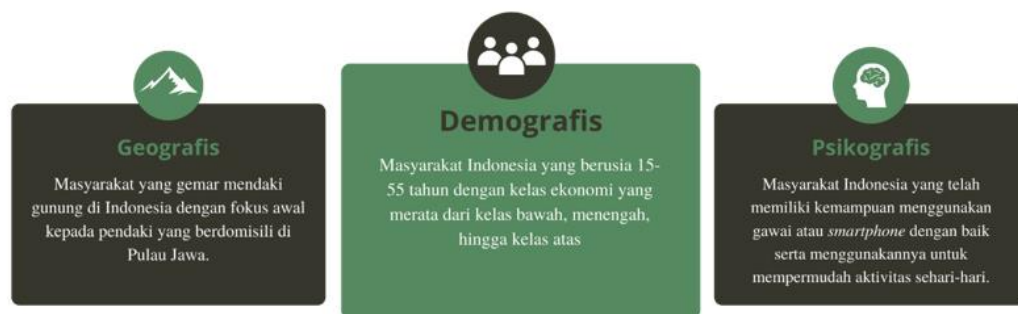 Geografis
Masyarakat yang gemar mendaki
gunung di Indonesia dengan fokus awal
kepada pendaki yang berdomisili di
Pulau Jawa.
Demografis
Masyarakat Indonesia yang berusia 15-
55 tahun dengan kelas ekonomi yang
merata dari kelas bawah, menengah,
hingga kelas atas
Psikografis
Masyarakat Indonesia yang telah
memiliki kemampuan menggunakan
gawai atau smartphone dengan baik
serta menggunakannya untuk
mempermudah aktivitas sehari-hari.